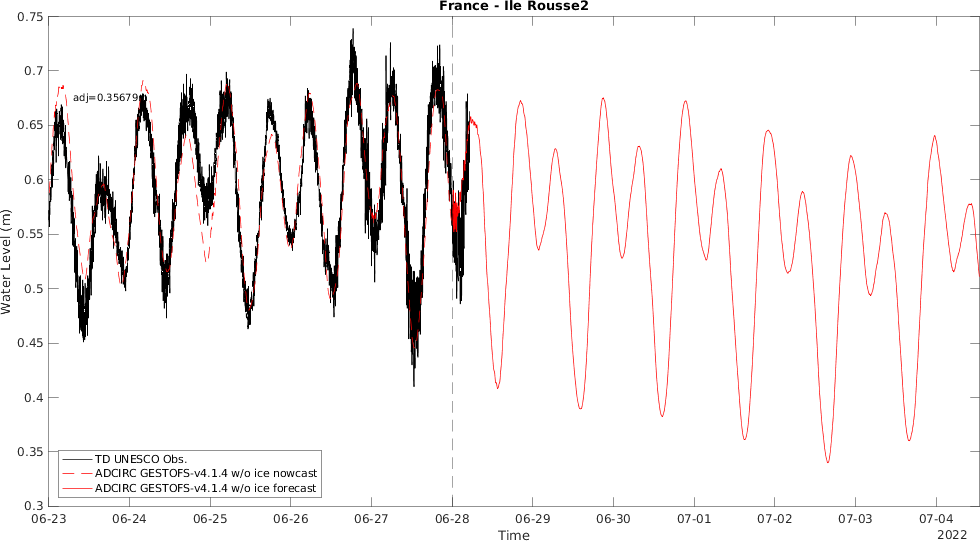 France - Ile Rousse2
Water Level (m)
0.75
0.7
0.65
0.6
0.55
0.5
0.45
0.4
0.35
0.3
adj=0.35679
TD UNESCO Obs.
ADCIRC GESTOFS-v4.1.4 w/o ice nowcast
ADCIRC GESTOFS-v4.1.4 w/o ice forecast
06-23 06-24 06-25 06-26 06-27 06-28 06-29 06-30 07-01 07-02 07-03 07-04
Time
2022